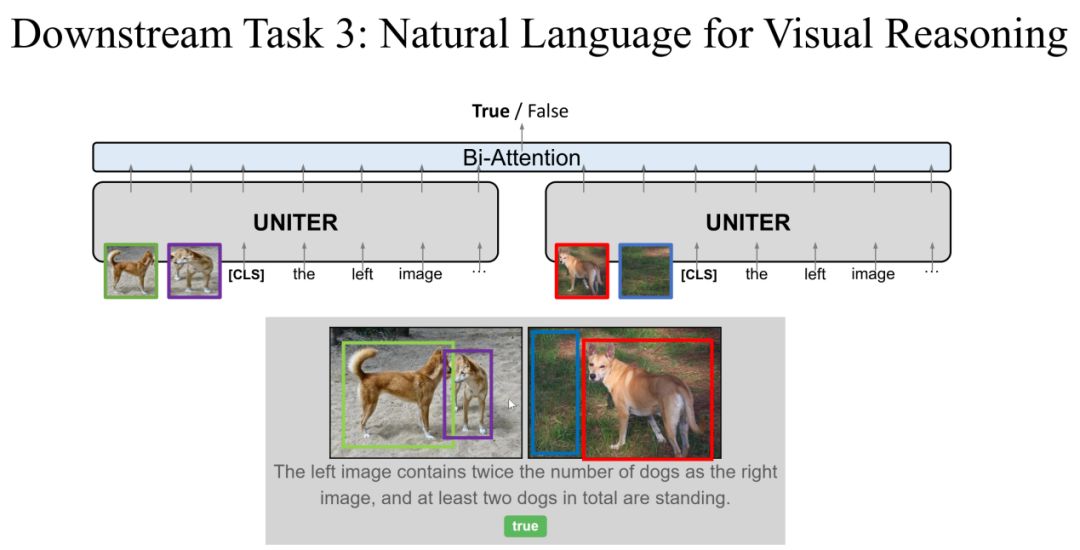 Downstream Task 3: Natural Language for Visual Reasoning
True / False
Bi-Attention
UNITER
UNITER
[CLS] the left image ...
[CLS] the left image ...
The left image contains twice the number of dogs as the right
image, and at least two dogs in total are standing.
true